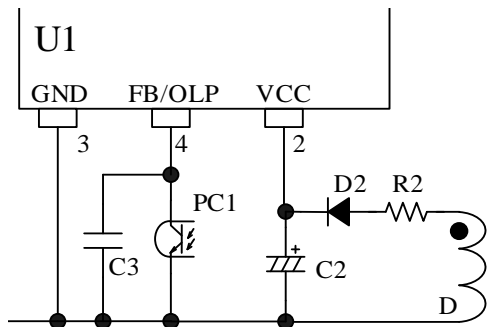 U1
GND FB/OLP VCC
3 4 2
D2 R2
PC1
+
C3 C2
D